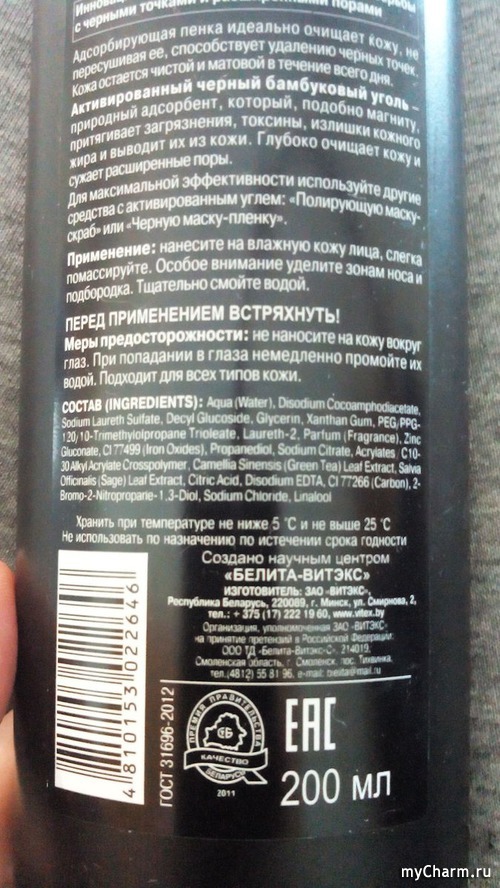 с черными точками и расширенными порами
Адсорбирующая пенка идеально очищает кожу, не
пересушивая ее, способствует удалению черных точек.
Кожа остается чистой и матовой в течение всего дня.
Активированный черный бамбуковый уголь –
природный адсорбент, который, подобно магниту,
притягивает загрязнения, токсины, излишки кожного
жира и выводит их из кожи. Глубоко очищает кожу и
сужает расширенные поры.
Для максимальной эффективности используйте другие
средства с активированным углем: «Полирующую маску-
скраб» или «Черную маску-пленку».
Применение: нанесите на влажную кожу лица, слегка
помассируйте. Особое внимание уделите зонам носа и
подбородка. Тщательно смойте водой.
ПЕРЕД ПРИМЕНЕНИЕМ ВСТРЯХНУТЬ!
Меры предосторожности: не наносите на кожу вокруг
глаз. При попадании в глаза немедленно промойте их
водой. Подходит для всех типов кожи.
СОСТАВ (INGREDIENTS): Aqua (Water), Disodium Cocoamphodiacetate,
Sodium Laureth Sulfate, Decyl Glucoside, Glycerin, Xanthan Gum, PEG/PPG-
120/10-Trimethylolpropane Trioleate, Laureth-2, Parfum (Fragrance), Zinc
Gluconate, CI 77499 (Iron Oxides), Propanediol, Sodium Citrate, Acrylates / C10-
30 Alkyl Acrylate Crosspolymer, Camellia Sinensis (Green Tea) Leaf Extract, Salvia
Officinalis (Sage) Leaf Extract, Citric Acid, Disodium EDTA, CI 77266 (Carbon), 2-
Bromo-2-Nitropropane-1,3-Diol, Sodium Chloride, Linalool
Хранить при температуре не ниже 5 °С и не выше 25 °С
Не использовать по назначению по истечении срока годности
Создано научным центром
«БЕЛИТА-ВИТЭКС»
ИЗГОТОВИТЕЛЬ: ЗАО «ВИТЭКС»,
Республика Беларусь, 220089, г. Минск, ул. Смирнова, 2,
тел.: + 375 (17) 222 19 60, www.vitex.by
Организация, уполномоченная ЗАО «ВИТЭКС»
на принятие претензий в Российской Федерации:
ООО ТД «Белита-Витэкс-С», 214019,
Смоленская область, г. Смоленск, пос. Тихвинка.
тел.(4812) 55 81 96,
4 810153 022646
ГОСТ 31696-2012
ПРЕМИЯ ПРАВИТЕЛЬСТВА
КАЧЕСТВО
БЕЛАРУСЬ
2011
EAC
200 мл
myCharm.ru